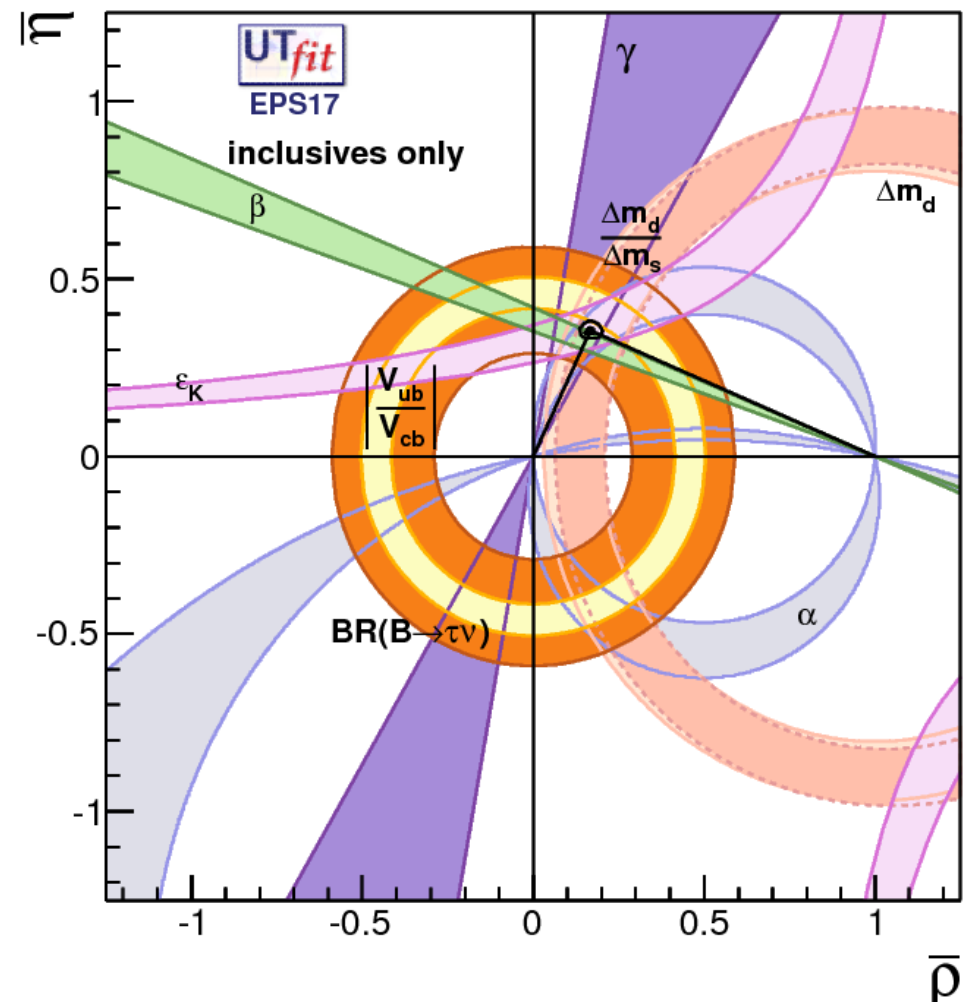 η̅
UTfit
EPS17
inclusives only
γ
β
Δm_d
Δm_d
Δm_s
ε_K
V_ub
V_cb
α
BR(B→τν)
1
0.5
0
-0.5
-1
-1
-0.5
0
0.5
1
ρ̅